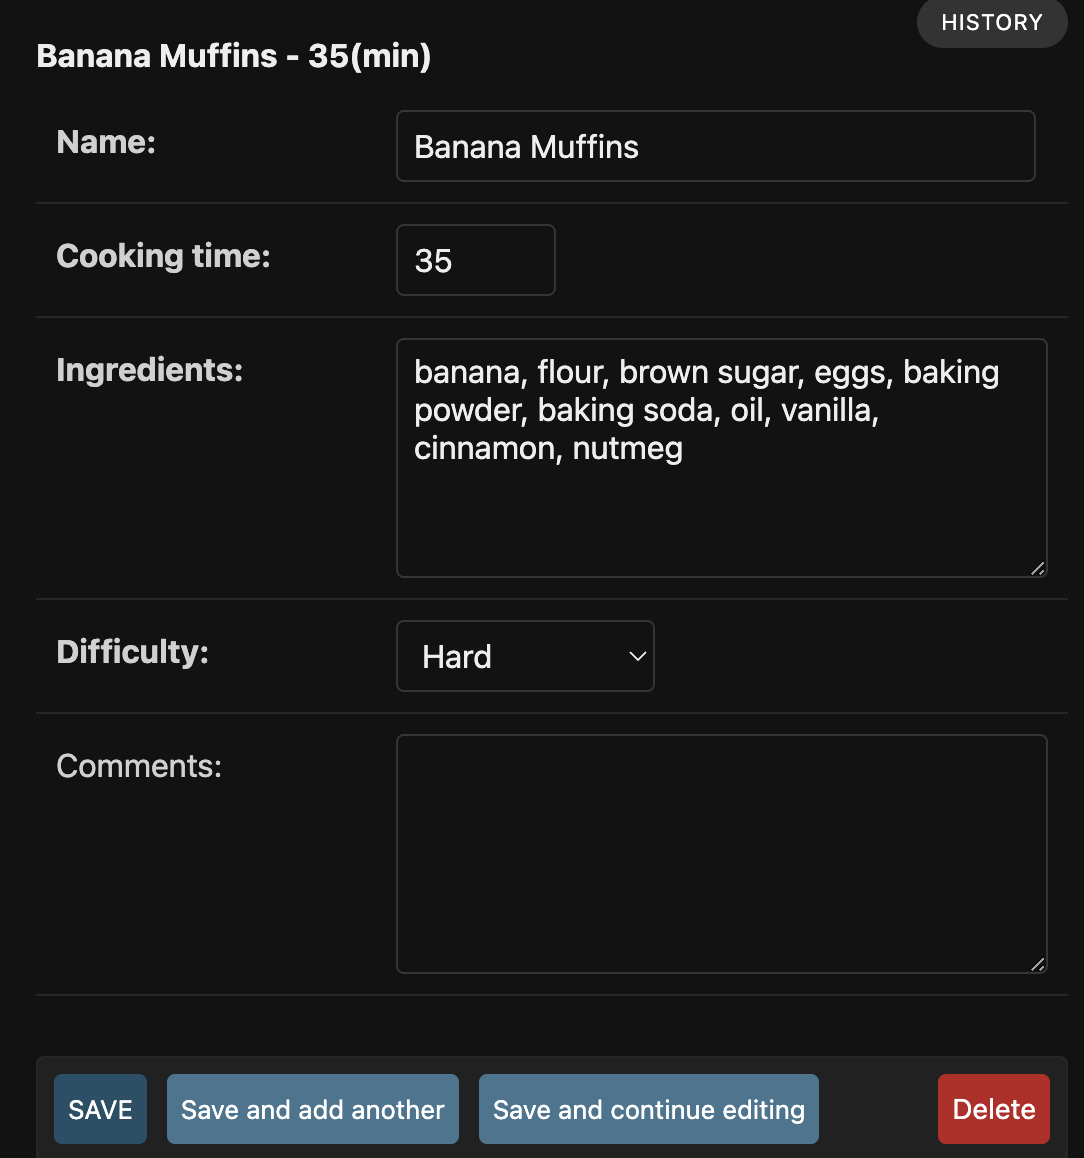 HISTORY
Banana Muffins - 35(min)
Name:
Banana Muffins
Cooking time:
35
Ingredients:
banana, flour, brown sugar, eggs, baking
powder, baking soda, oil, vanilla,
cinnamon, nutmeg
Difficulty:
Hard
Comments:
SAVE
Save and add another
Save and continue editing
Delete